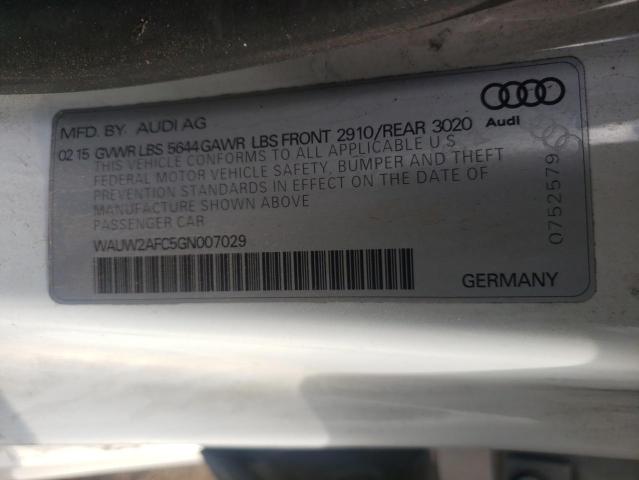 MFD. BY. AUDI AG
02 15 GVWR LBS 5644 GAWR LBS FRONT 2910/REAR 3020
Audi
THIS VEHICLE CONFORMS TO ALL APPLICABLE U S
FEDERAL MOTOR VEHICLE SAFETY, BUMPER AND THEFT
PREVENTION STANDARDS IN EFFECT ON THE DATE OF
MANUFACTURE SHOWN ABOVE
PASSENGER CAR
WAUW2AFC5GN007029
GERMANY
0752579